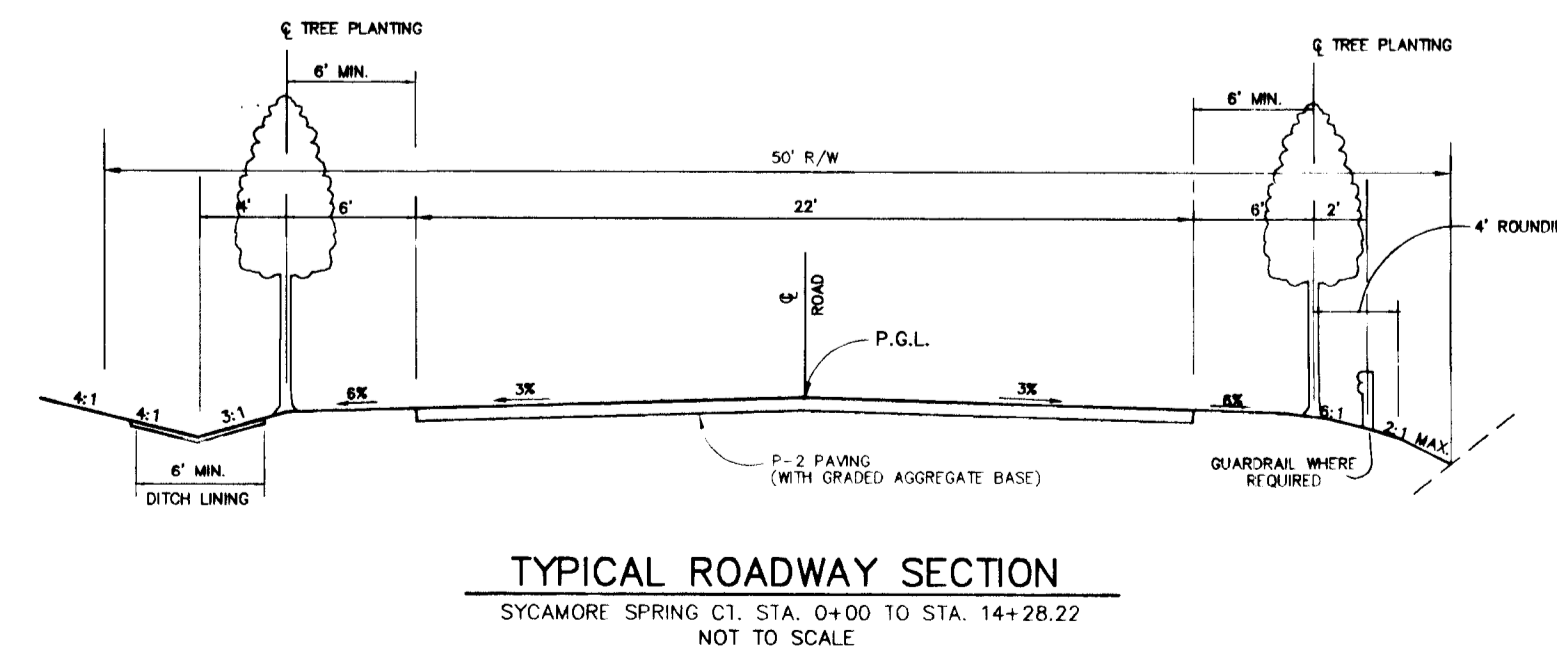 ℄ TREE PLANTING
℄ TREE PLANTING
6' MIN.
6' MIN.
50' R/W
4'
6'
22'
6'
2'
4' ROUNDI
℄ ROAD
P.G.L.
4:1
4:1
3:1
6%
3%
3%
6%
6:1
2:1 MAX.
6' MIN.
DITCH LINING
P-2 PAVING
(WITH GRADED AGGREGATE BASE)
GUARDRAIL WHERE
REQUIRED
TYPICAL ROADWAY SECTION
SYCAMORE SPRING CT. STA. 0+00 TO STA. 14+28.22
NOT TO SCALE